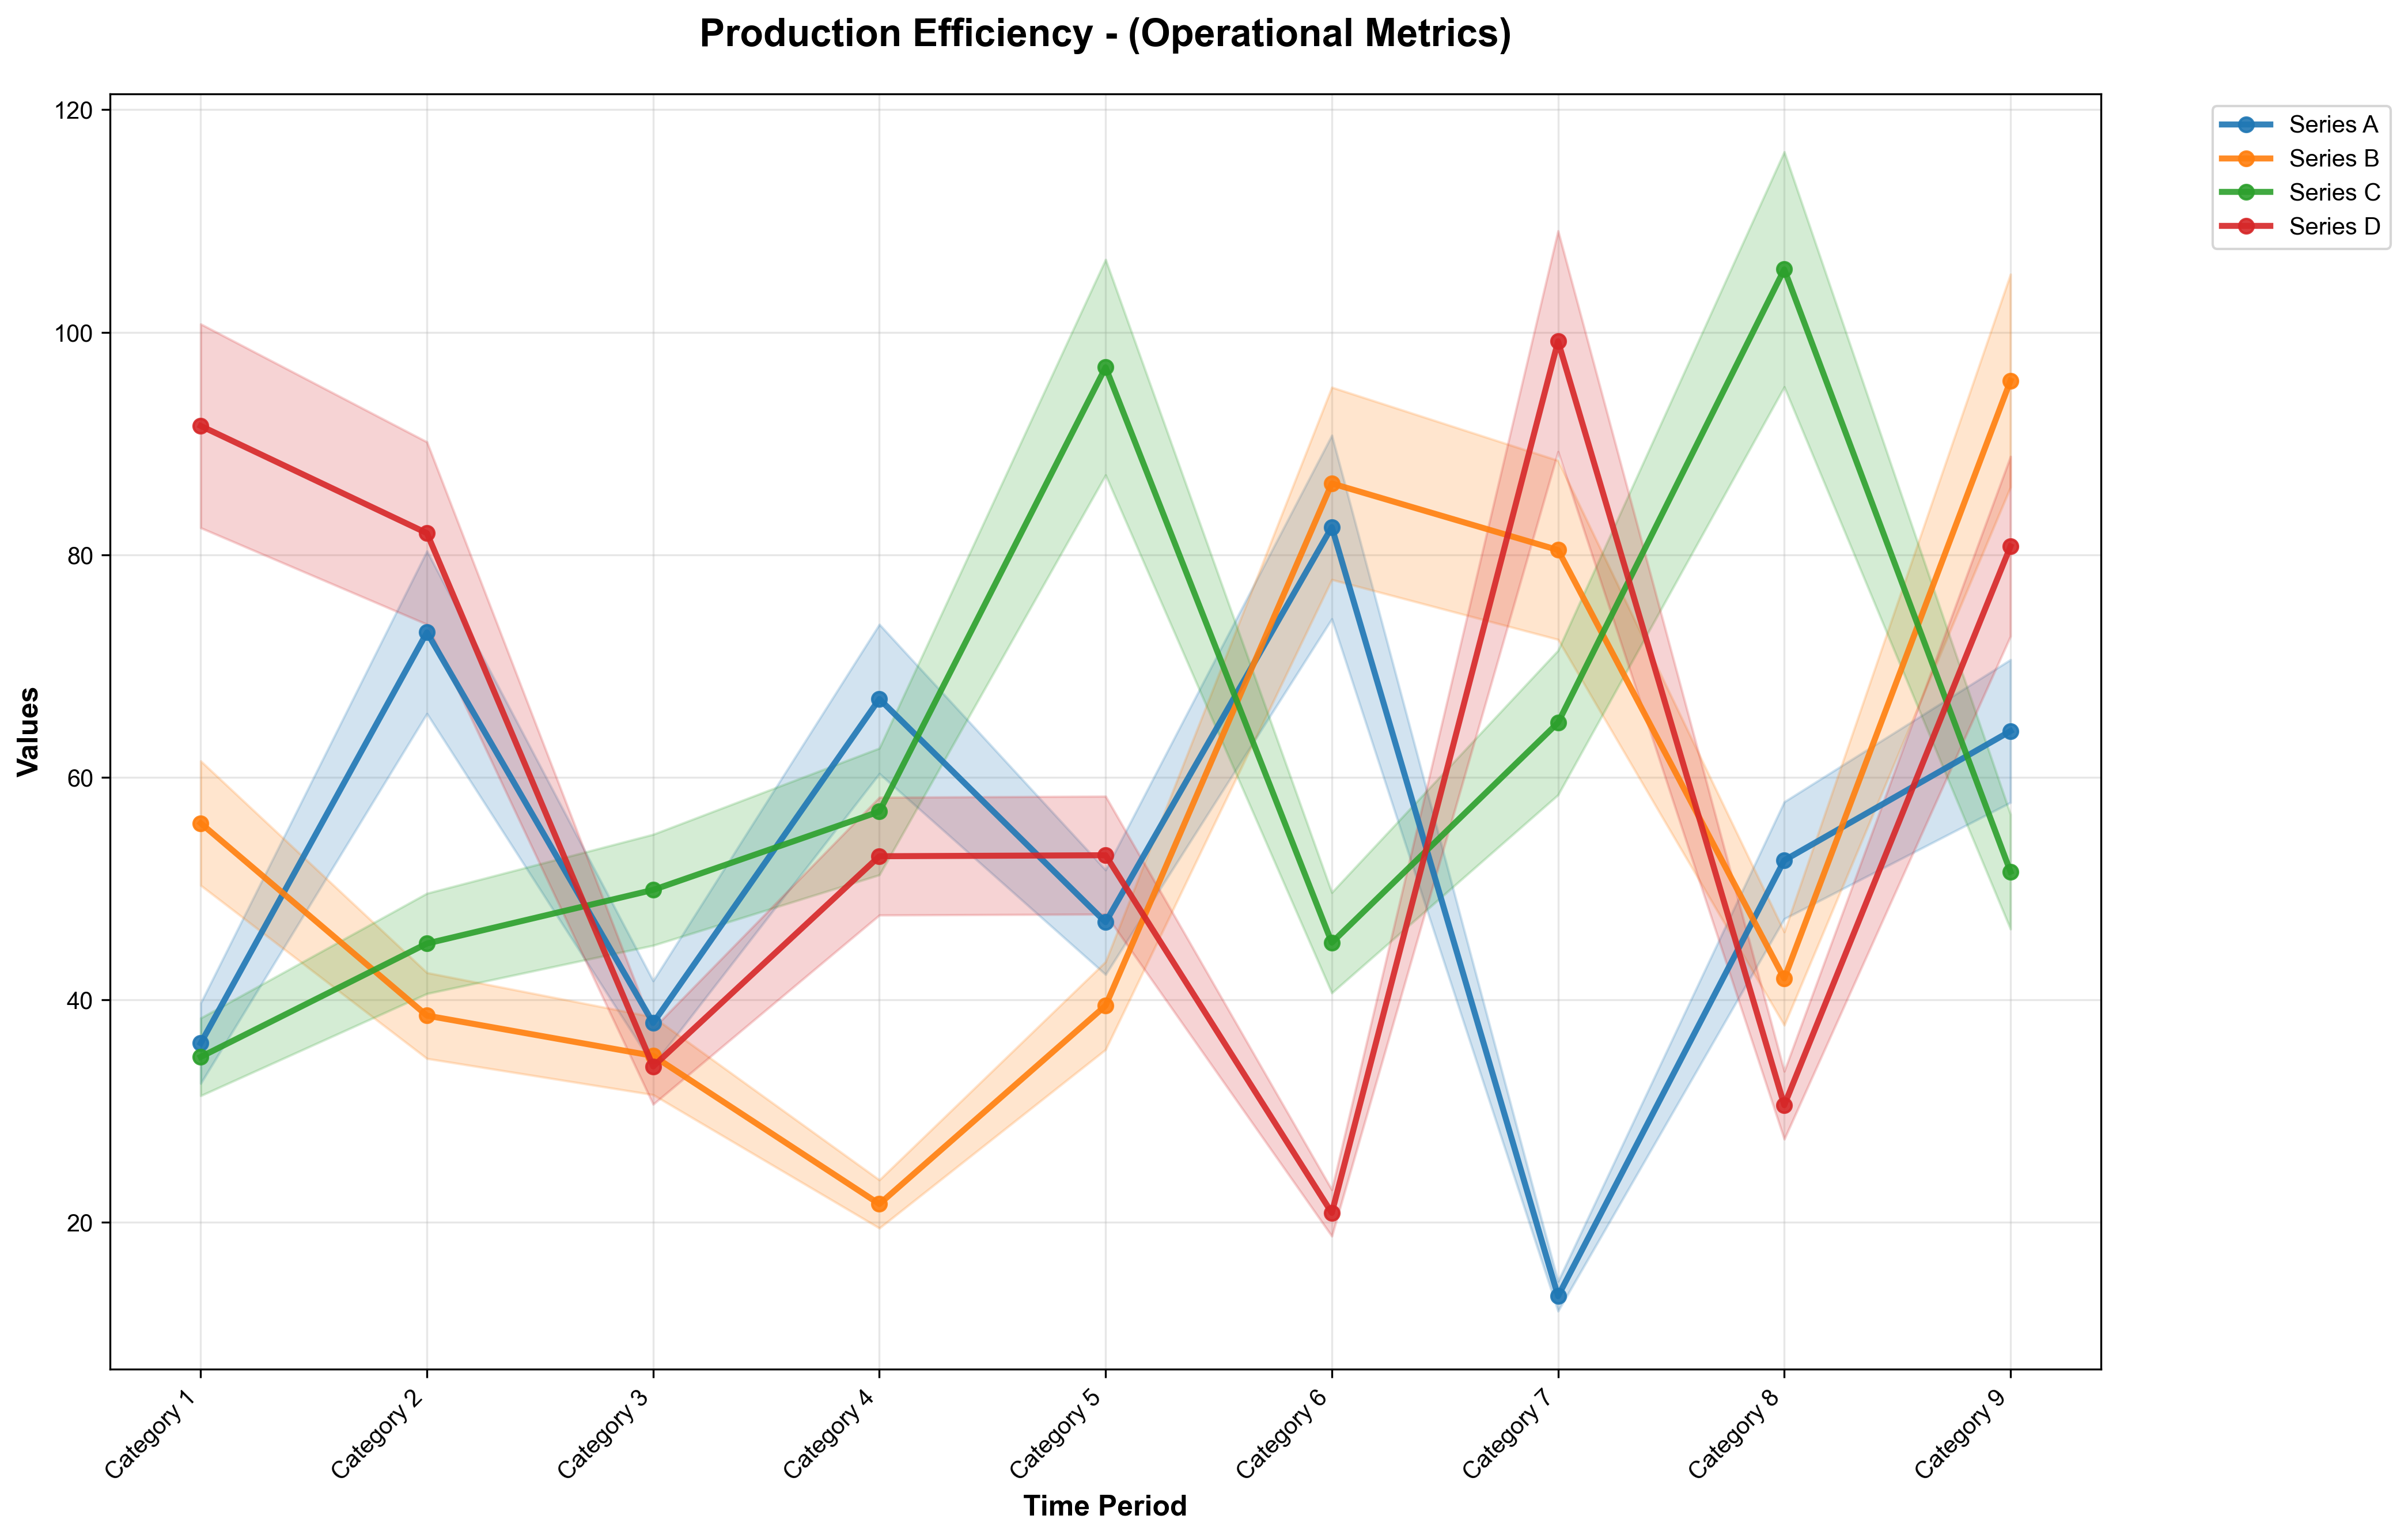 Production Efficiency - (Operational Metrics)
120
100
80
60
40
20
Values
Category 1
Category 2
Category 3
Category 4
Category 5
Category 6
Category 7
Category 8
Category 9
Time Period
Series A
Series B
Series C
Series D